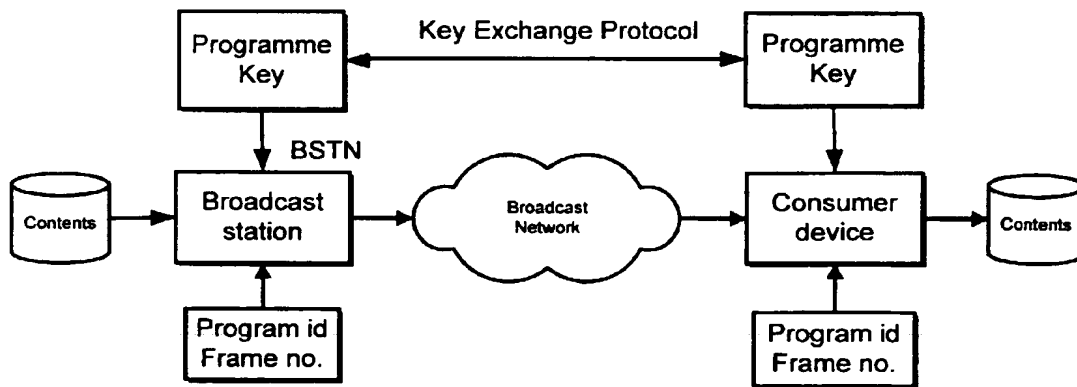 Programme
Key
Key Exchange Protocol
Programme
Key
BSTN
Contents
Broadcast
station
Broadcast
Network
Consumer
device
Contents
Program id
Frame no.
Program id
Frame no.